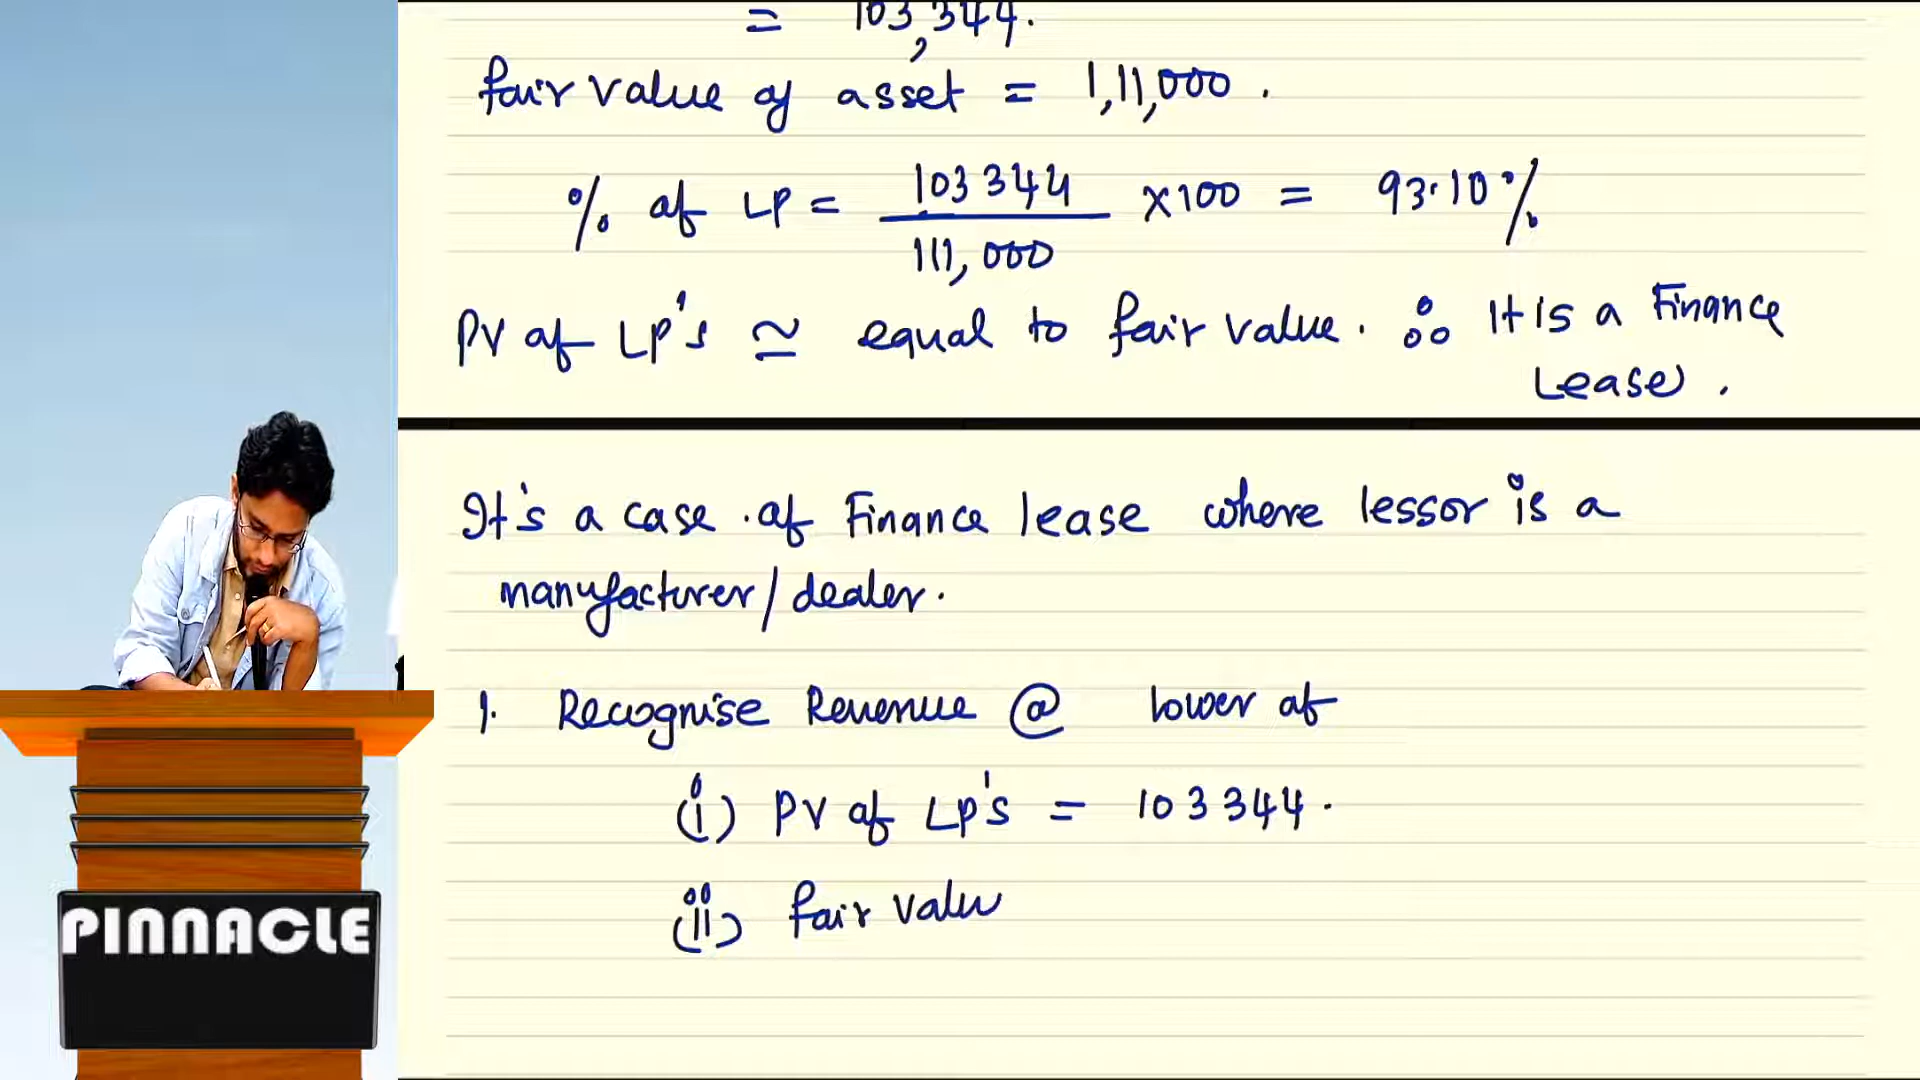 = 103,344.
fair value of asset = 1,11,000.
% of LP = 103344 / 111,000 x100 = 93.10%
PV of LP's ≅ equal to fair value. ∴ It is a Finance
Lease.
It's a case of Finance lease where lessor is a
manufacturer/dealer.
1. Recognise Revenue @ lower of
(i) PV of LP's = 103344.
(ii) fair valu
PINNACLE